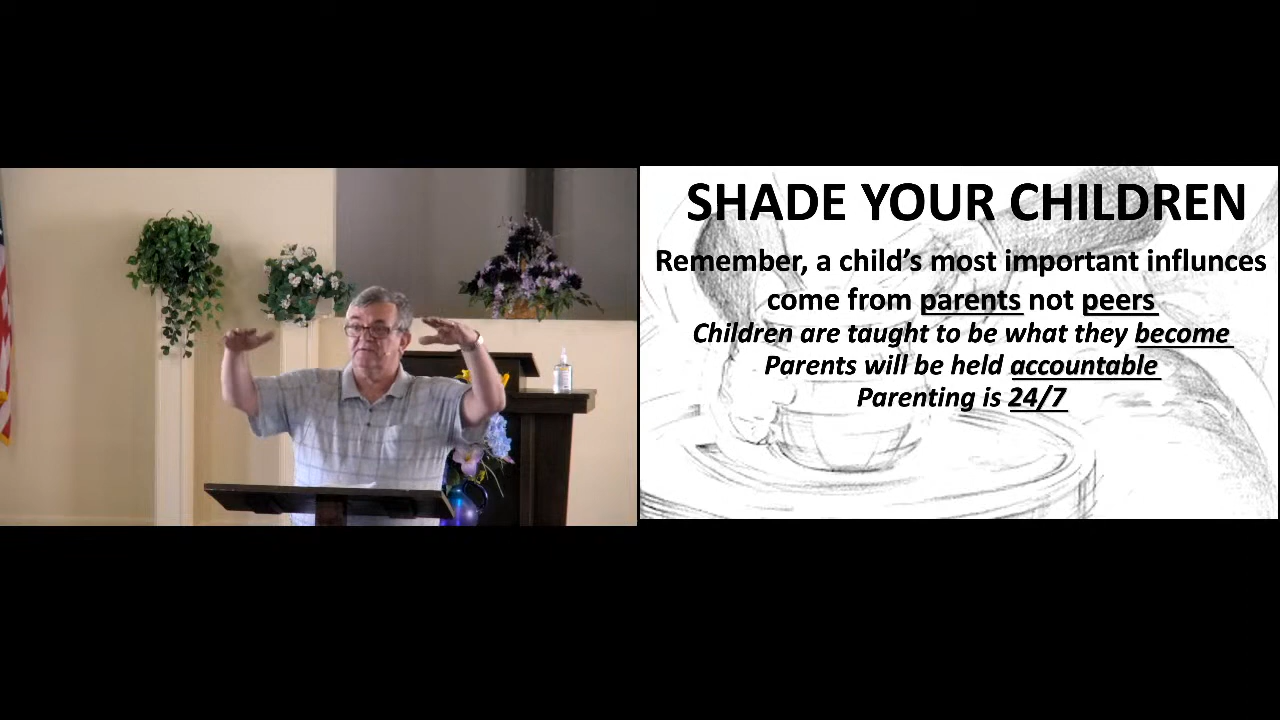 SHADE YOUR CHILDREN
Remember, a child's most important influnces
come from parents not peers
Children are taught to be what they become
Parents will be held accountable
Parenting is 24/7